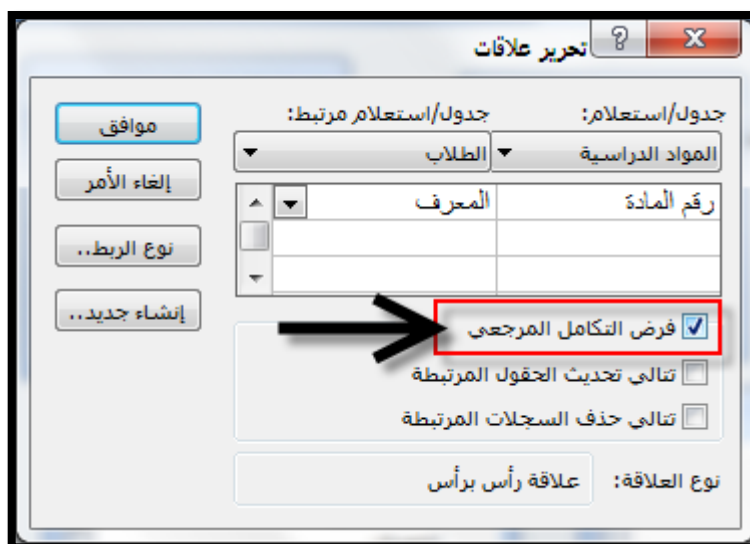 تحرير علاقات
جدول/استعلام: جدول/استعلام مرتبط:
المواد الدراسية الطلاب
رقم المادة المعرف
فرض التكامل المرجعي
تتالي تحديث الحقول المرتبطة
تتالي حذف السجلات المرتبطة
نوع العلاقة: علاقة رأس برأس
موافق
إلغاء الأمر
نوع الربط..
إنشاء جديد..